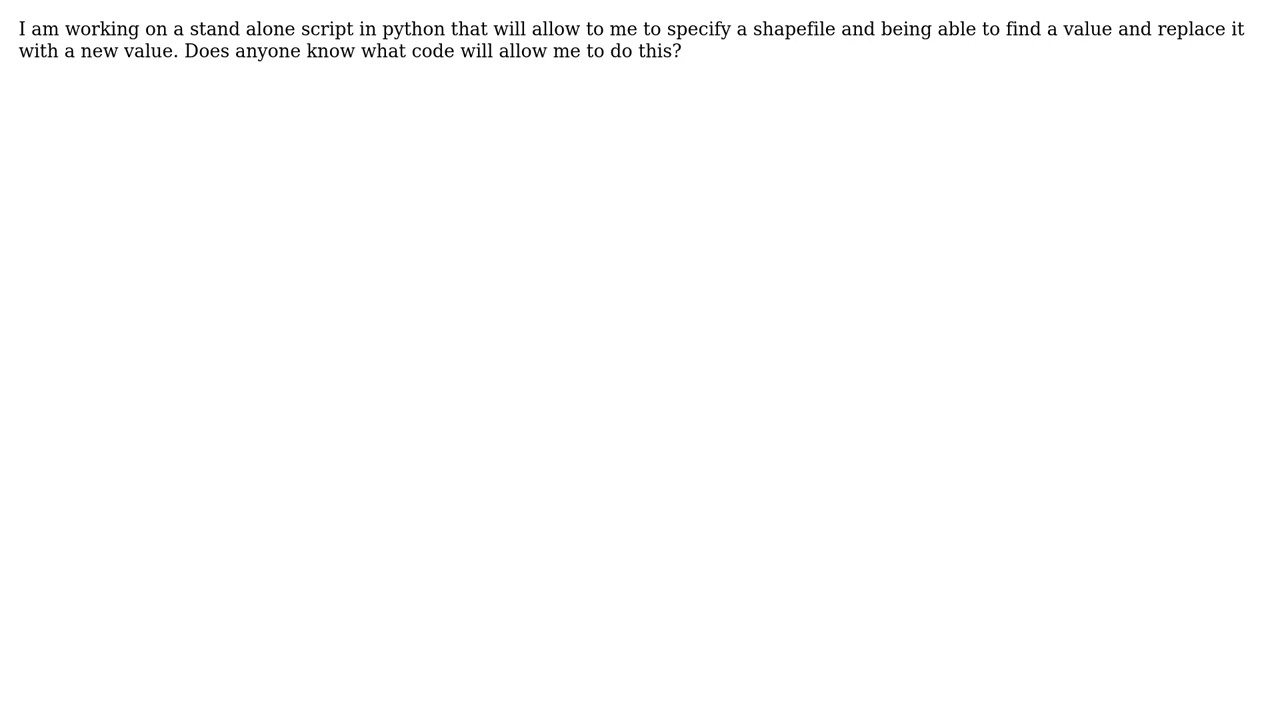 I am working on a stand alone script in python that will allow to me to specify a shapefile and being able to find a value and replace it
with a new value. Does anyone know what code will allow me to do this?